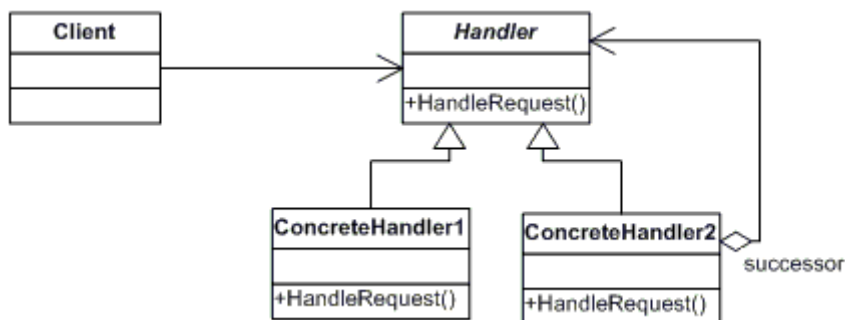 Client
Handler
+HandleRequest()
ConcreteHandler1
+HandleRequest()
ConcreteHandler2
successor
+HandleRequest()